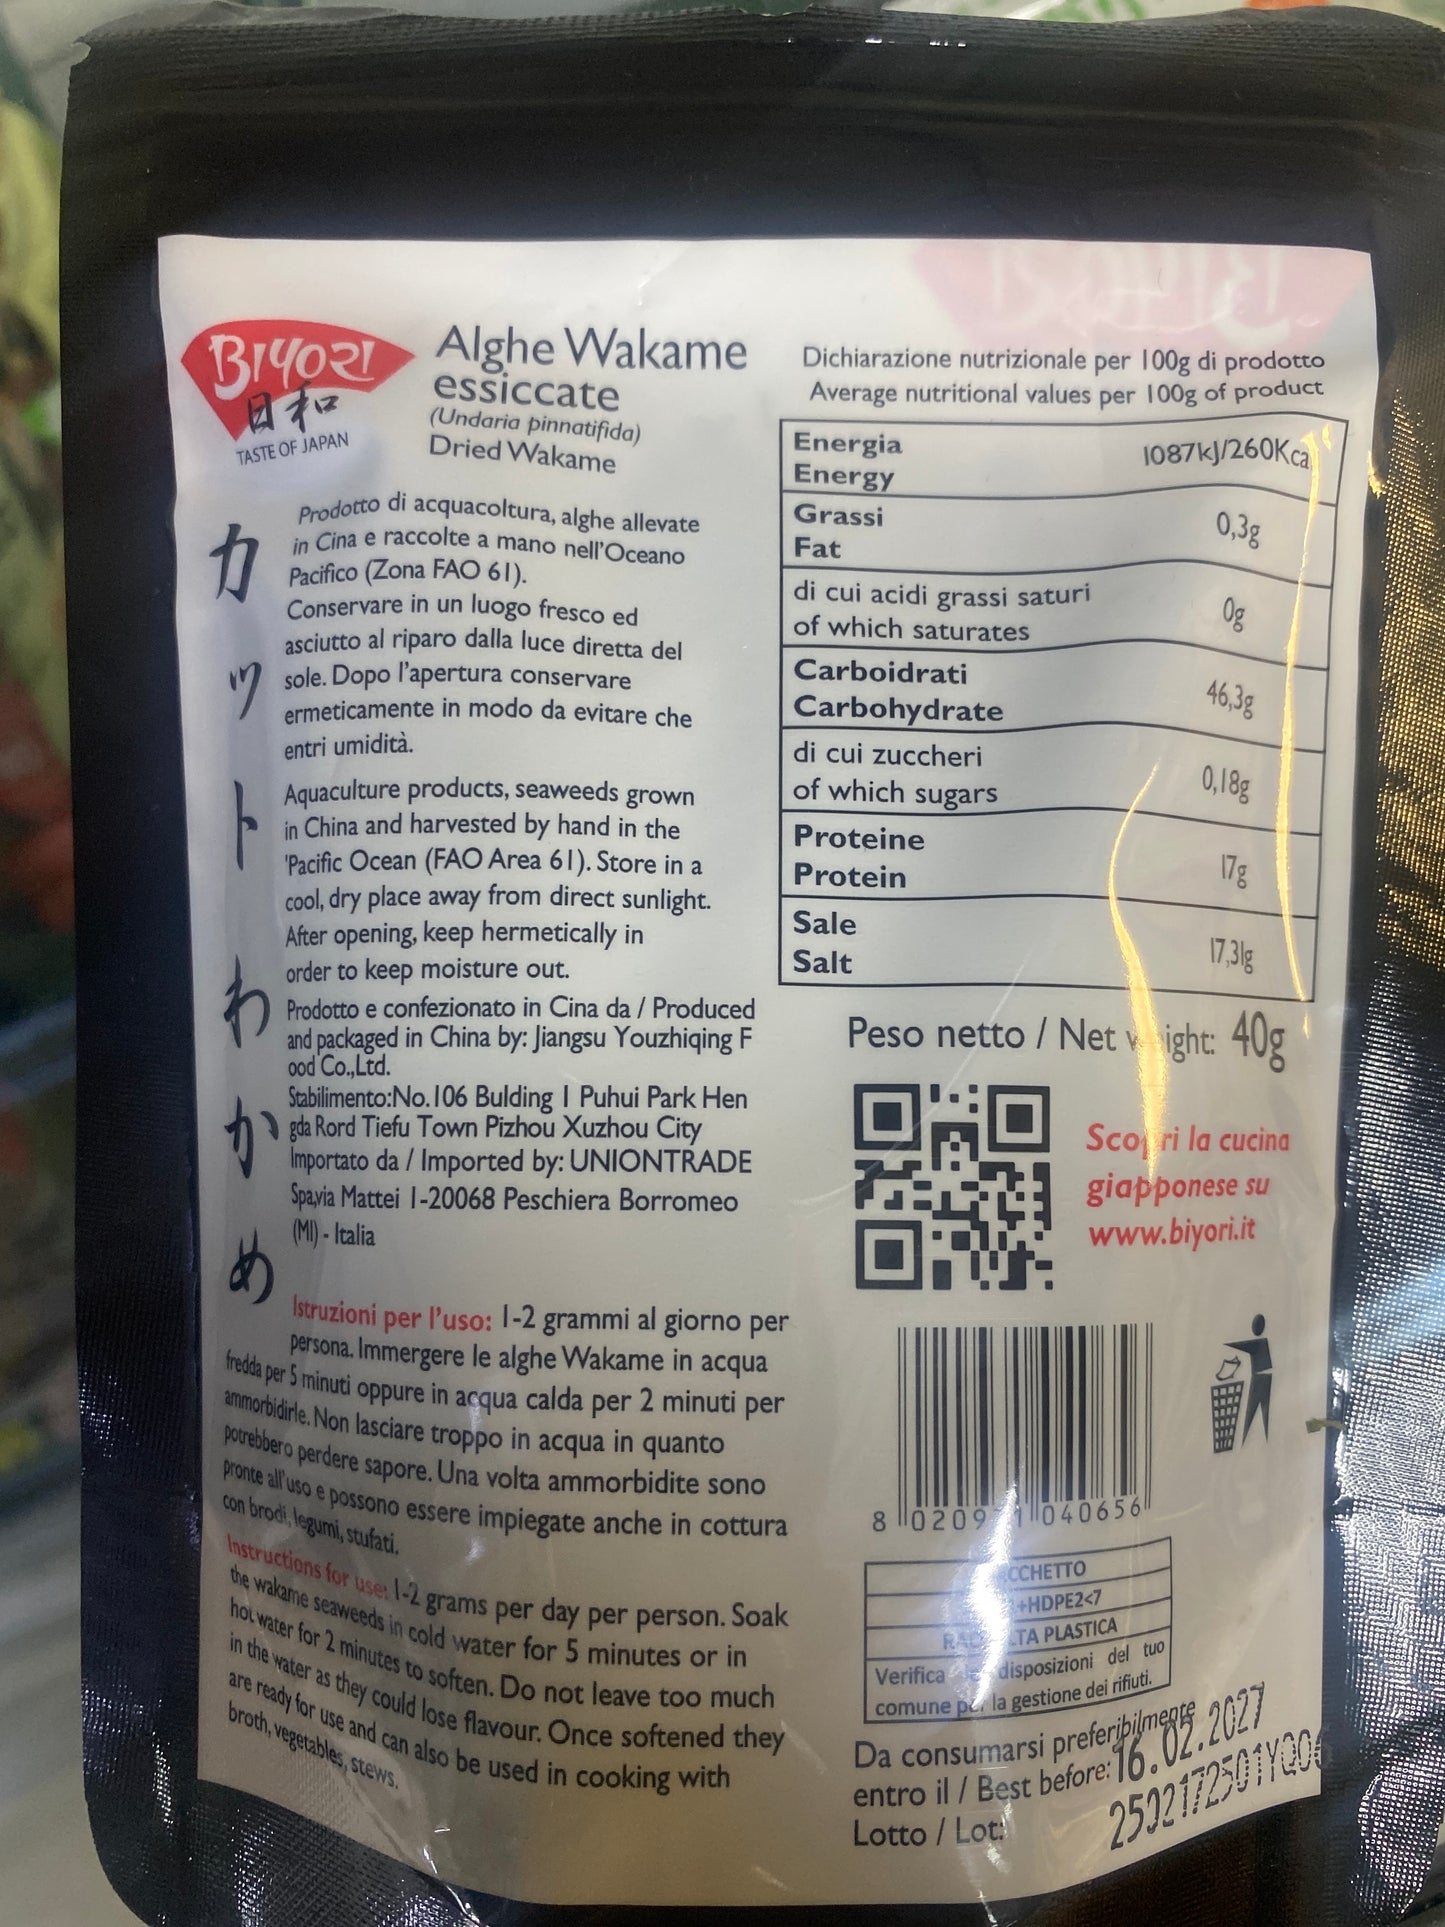 BIYORI
日和
TASTE OF JAPAN
Alghe Wakame
essiccate
(Undaria pinnatifida)
Dried Wakame
カットわかめ
Prodotto di acquacoltura, alghe allevate
in Cina e raccolte a mano nell'Oceano
Pacifico (Zona FAO 61).
Conservare in un luogo fresco ed
asciutto al riparo dalla luce diretta del
sole. Dopo l'apertura conservare
ermeticamente in modo da evitare che
entri umidità.
Aquaculture products, seaweeds grown
in China and harvested by hand in the
'Pacific Ocean (FAO Area 61). Store in a
cool, dry place away from direct sunlight.
After opening, keep hermetically in
order to keep moisture out.
Prodotto e confezionato in Cina da / Produced
and packaged in China by: Jiangsu Youzhiqing F
ood Co.,Ltd.
Stabilimento:No.106 Bulding 1 Puhui Park Hen
gda Rord Tiefu Town Pizhou Xuzhou City
Importato da / Imported by: UNIONTRADE
Spa,via Mattei 1-20068 Peschiera Borromeo
(MI) - Italia
Istruzioni per l'uso: 1-2 grammi al giorno per
persona. Immergere le alghe Wakame in acqua
fredda per 5 minuti oppure in acqua calda per 2 minuti per
ammorbidirle. Non lasciare troppo in acqua in quanto
potrebbero perdere sapore. Una volta ammorbidite sono
pronte all'uso e possono essere impiegate anche in cottura
con brodi, legumi, stufati.
Instructions for use: 1-2 grams per day per person. Soak
the wakame seaweeds in cold water for 5 minutes or in
hot water for 2 minutes to soften. Do not leave too much
in the water as they could lose flavour. Once softened they
are ready for use and can also be used in cooking with
broth, vegetables, stews.
Dichiarazione nutrizionale per 100g di prodotto
Average nutritional values per 100g of product
Energia 1087kJ/260Kcal
Energy
Grassi 0,3g
Fat
di cui acidi grassi saturi 0g
of which saturates
Carboidrati 46,3g
Carbohydrate
di cui zuccheri 0,18g
of which sugars
Proteine 17g
Protein
Sale 17,31g
Salt
Peso netto / Net weight: 40g
Scopri la cucina
giapponese su
www.biyori.it
8 0209 1 040656
CCHETTO
+HDPE2<7
RACCOLTA PLASTICA
Verifica le disposizioni del tuo
comune per la gestione dei rifiuti.
Da consumarsi preferibilmente
entro il / Best before: 16.02.2027
Lotto / Lot: